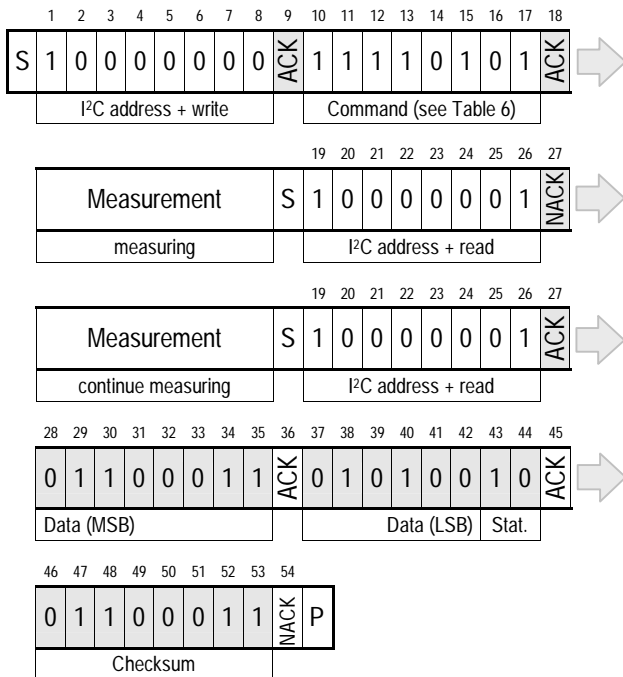 1 2 3 4 5 6 7 8 9 10 11 12 13 14 15 16 17 18
S 1 0 0 0 0 0 0 0 ACK 1 1 1 1 0 1 0 1 ACK
I²C address + write Command (see Table 6)
19 20 21 22 23 24 25 26 27
Measurement S 1 0 0 0 0 0 0 1 NACK
measuring I²C address + read
19 20 21 22 23 24 25 26 27
Measurement S 1 0 0 0 0 0 0 1 ACK
continue measuring I²C address + read
28 29 30 31 32 33 34 35 36 37 38 39 40 41 42 43 44 45
0 1 1 0 0 0 1 1 ACK 0 1 0 1 0 0 1 0 ACK
Data (MSB) Data (LSB) Stat.
46 47 48 49 50 51 52 53 54
0 1 1 0 0 0 1 1 NACK P
Checksum